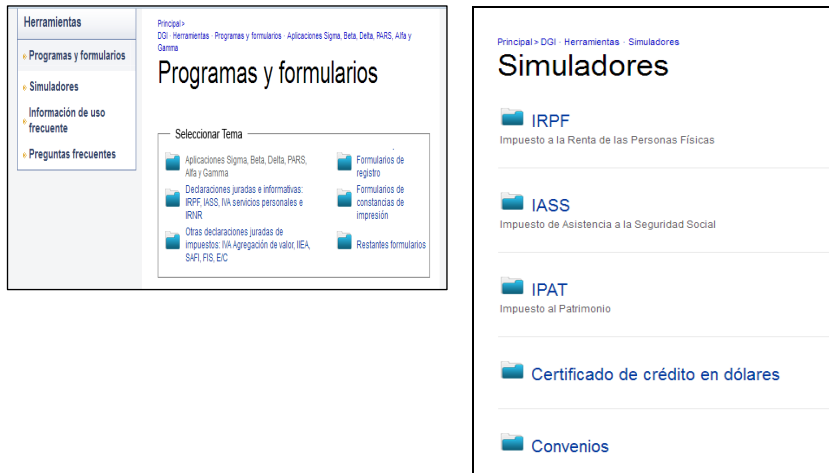 Herramientas
Programas y formularios
Simuladores
Información de uso
frecuente
Preguntas frecuentes
Principal >
DGI · Herramientas · Programas y formularios · Aplicaciones Sigma, Beta, Delta, PARS, Alfa y
Gamma
Programas y formularios
Seleccionar Tema
Aplicaciones Sigma, Beta, Delta, PARS,
Alfa y Gamma
Declaraciones juradas e informativas:
IRPF, IASS, IVA servicios personales e
IRNR
Otras declaraciones juradas de
impuestos: IVA Agregación de valor, IIEA,
SAFI, FIS, E/C
Formularios de
registro
Formularios de
constancias de
impresión
Restantes formularios
Principal > DGI · Herramientas · Simuladores
Simuladores
IRPF
Impuesto a la Renta de las Personas Físicas
IASS
Impuesto de Asistencia a la Seguridad Social
IPAT
Impuesto al Patrimonio
Certificado de crédito en dólares
Convenios